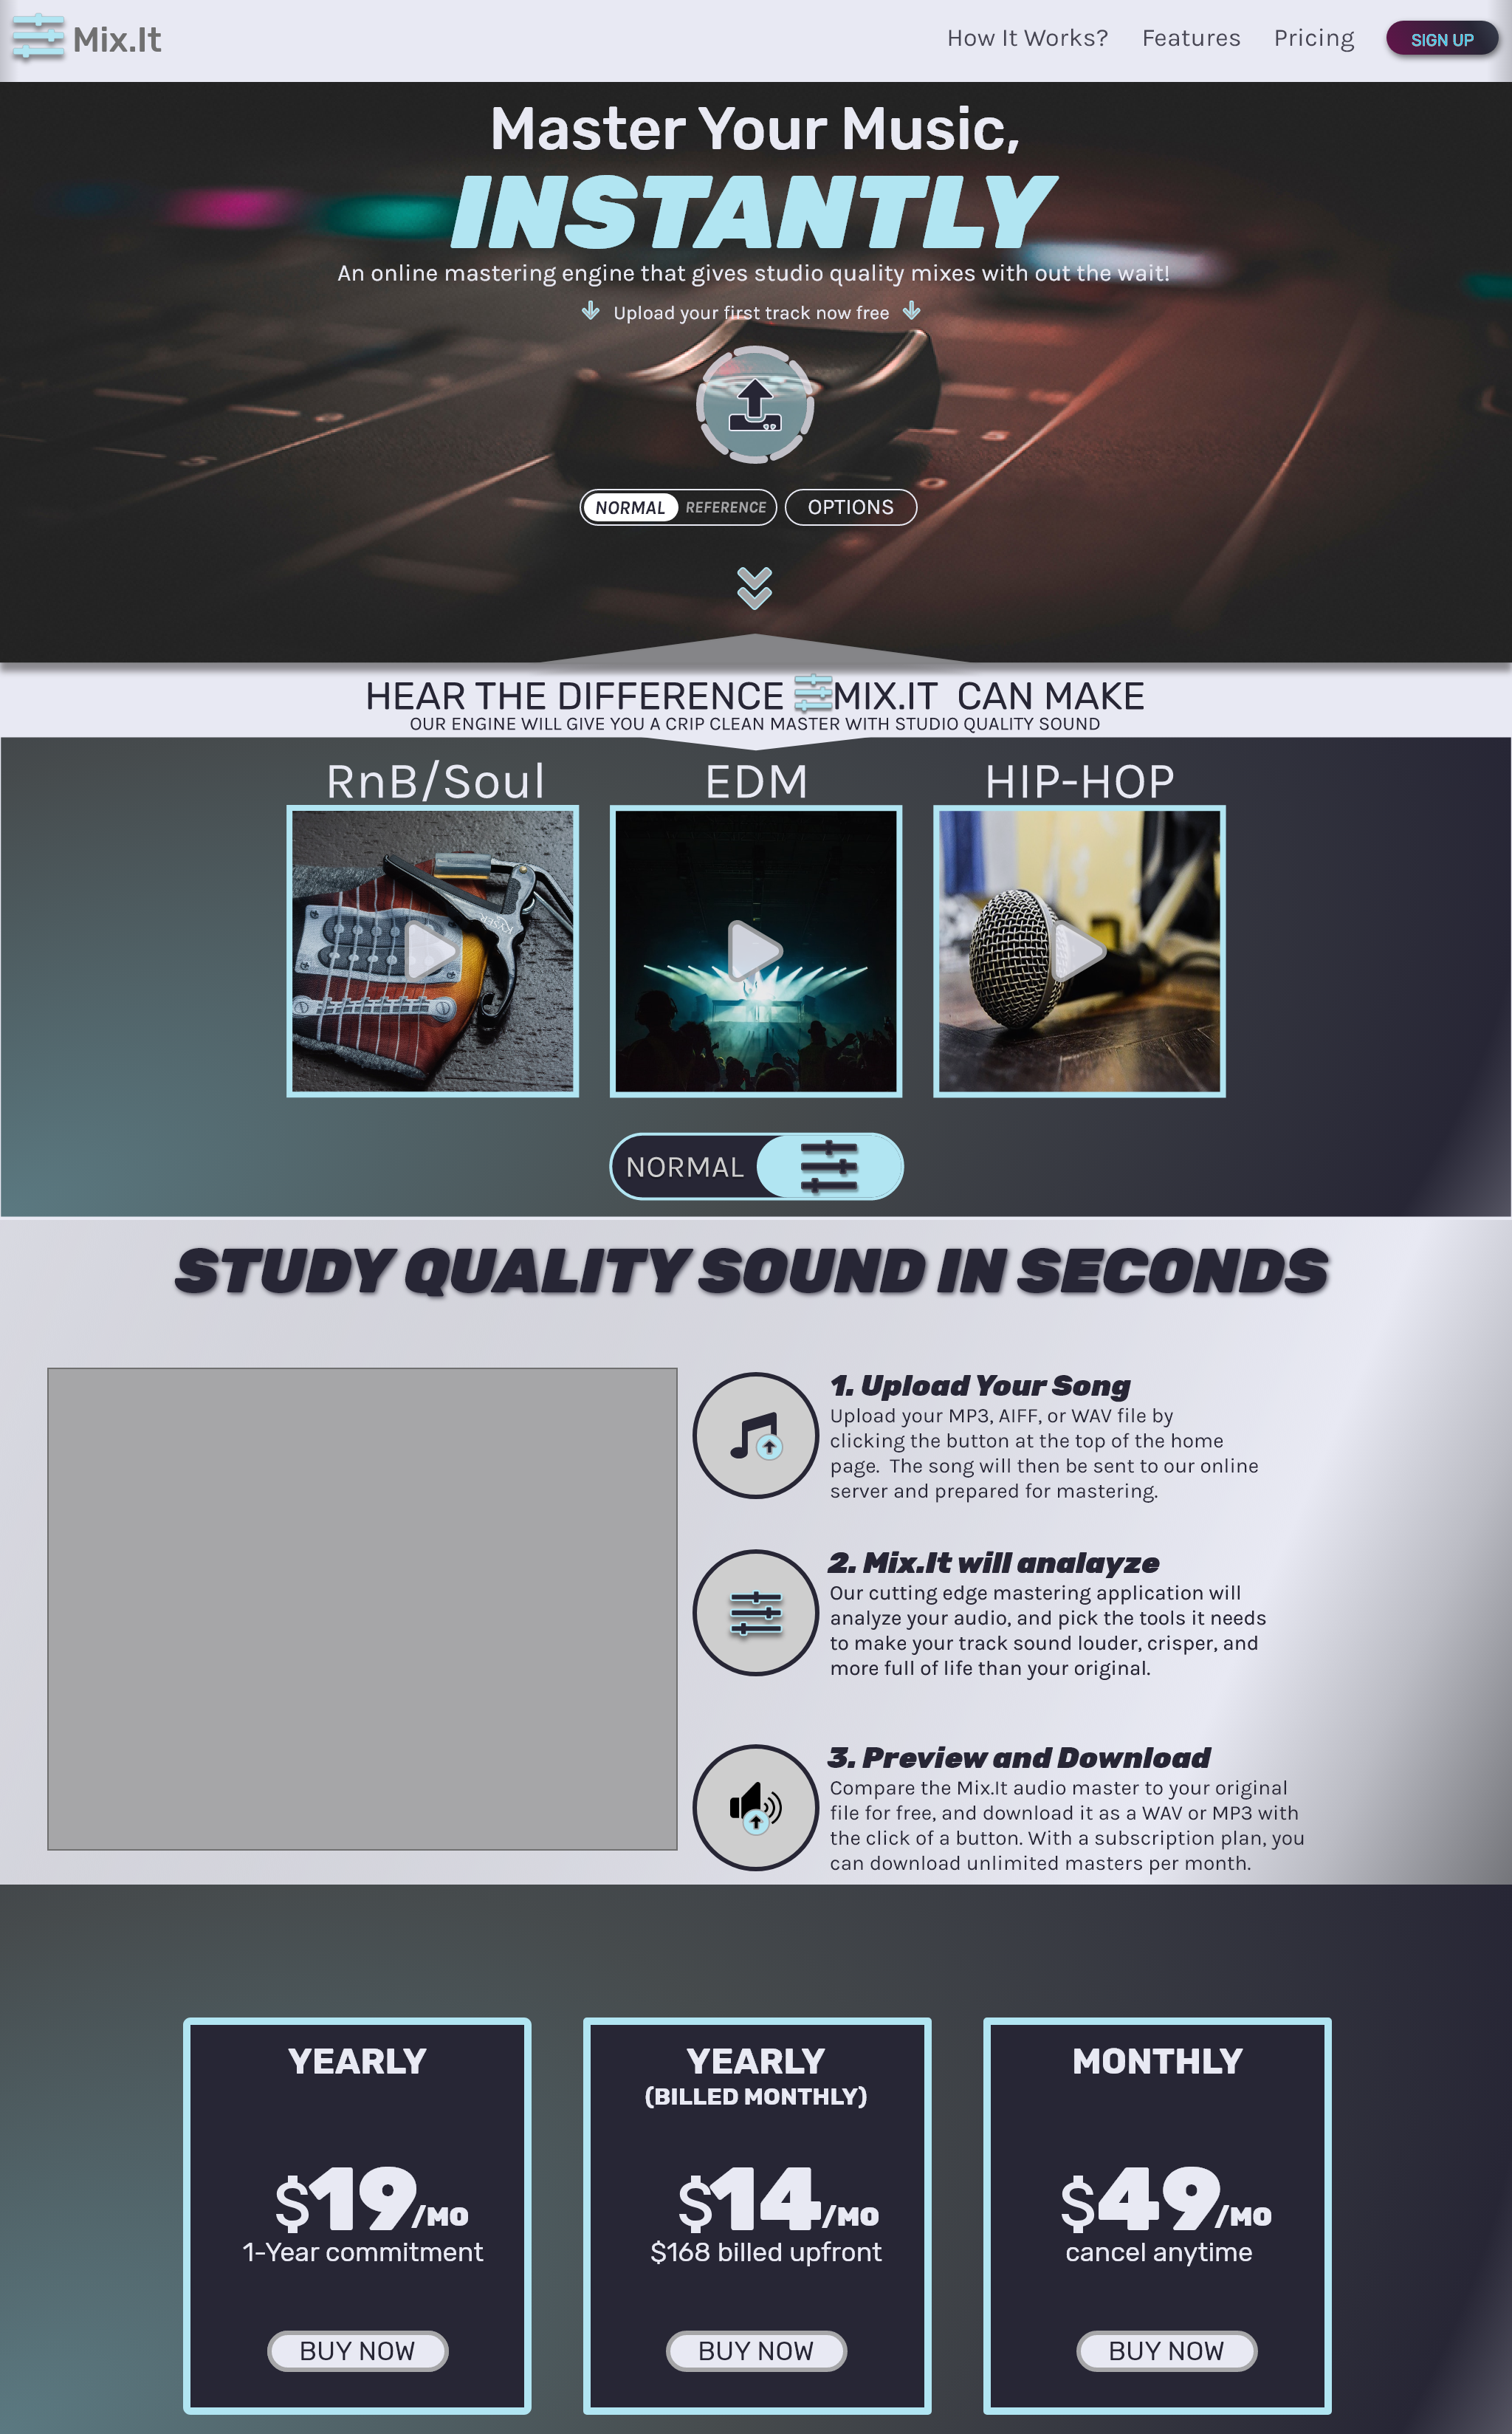 Mix.It
How It Works?
Features
Pricing
SIGN UP
Master Your Music,
INSTANTLY
An online mastering engine that gives studio quality mixes with out the wait!
Upload your first track now free
NORMAL REFERENCE
OPTIONS
HEAR THE DIFFERENCE MIX.IT CAN MAKE
OUR ENGINE WILL GIVE YOU A CRIP CLEAN MASTER WITH STUDIO QUALITY SOUND
RnB/Soul
EDM
HIP-HOP
KYSER
NORMAL
STUDY QUALITY SOUND IN SECONDS
1. Upload Your Song
Upload your MP3, AIFF, or WAV file by
clicking the button at the top of the home
page. The song will then be sent to our online
server and prepared for mastering.
2. Mix.It will analayze
Our cutting edge mastering application will
analyze your audio, and pick the tools it needs
to make your track sound louder, crisper, and
more full of life than your original.
3. Preview and Download
Compare the Mix.It audio master to your original
file for free, and download it as a WAV or MP3 with
the click of a button. With a subscription plan, you
can download unlimited masters per month.
YEARLY
$19/MO
1-Year commitment
BUY NOW
YEARLY
(BILLED MONTHLY)
$14/MO
$168 billed upfront
BUY NOW
MONTHLY
$49/MO
cancel anytime
BUY NOW